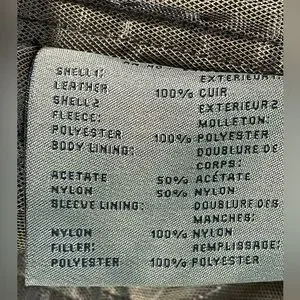 SHELL 1: EXTERIEUR 1:
LEATHER 100% CUIR
SHELL 2 EXTERIEUR 2
FLEECE: MOLLETON:
POLYESTER 100% POLYESTER
BODY LINING: DOUBLURE DE
CORPS:
ACETATE 50% ACÉTATE
NYLON 50% NYLON
SLEEVE LINING: DOUBLURE DES
MANCHES:
NYLON 100% NYLON
FILLER: REMPLISSAGE:
POLYESTER 100% POLYESTER